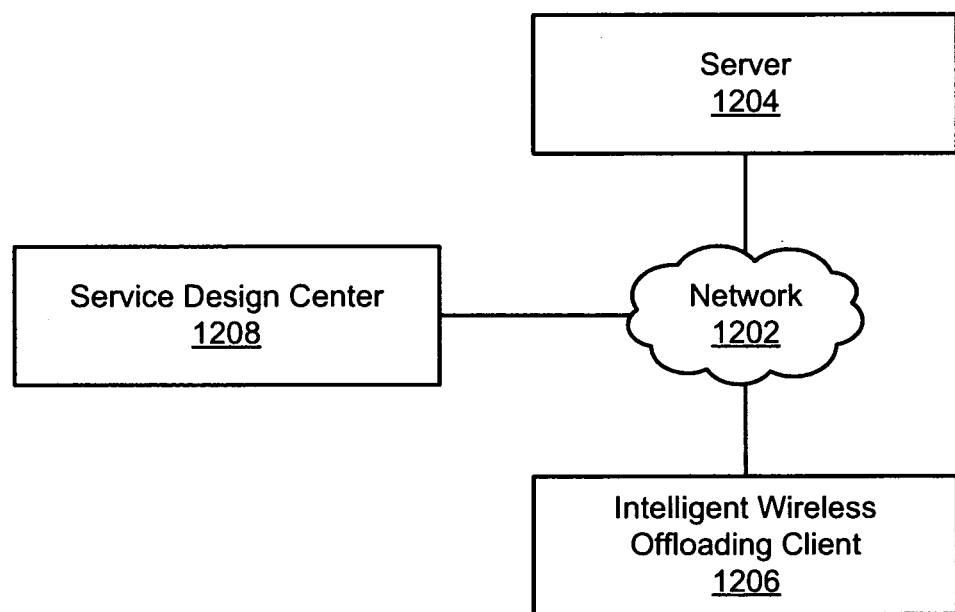 Server
1204
Service Design Center
1208
Network
1202
Intelligent Wireless
Offloading Client
1206